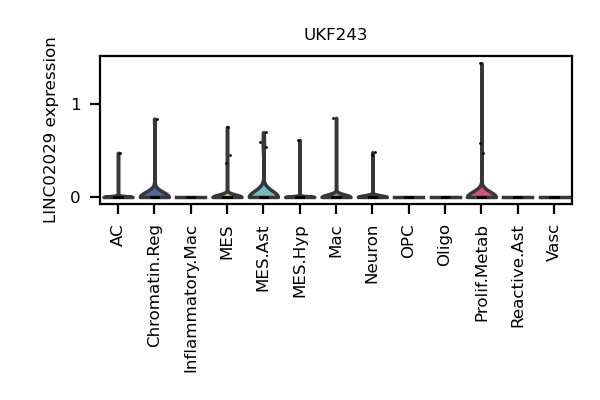 UKF243
LINC02029 expression
1
0
AC
Chromatin.Reg
Inflammatory.Mac
MES
MES.Ast
MES.Hyp
Mac
Neuron
OPC
Oligo
Prolif.Metab
Reactive.Ast
Vasc